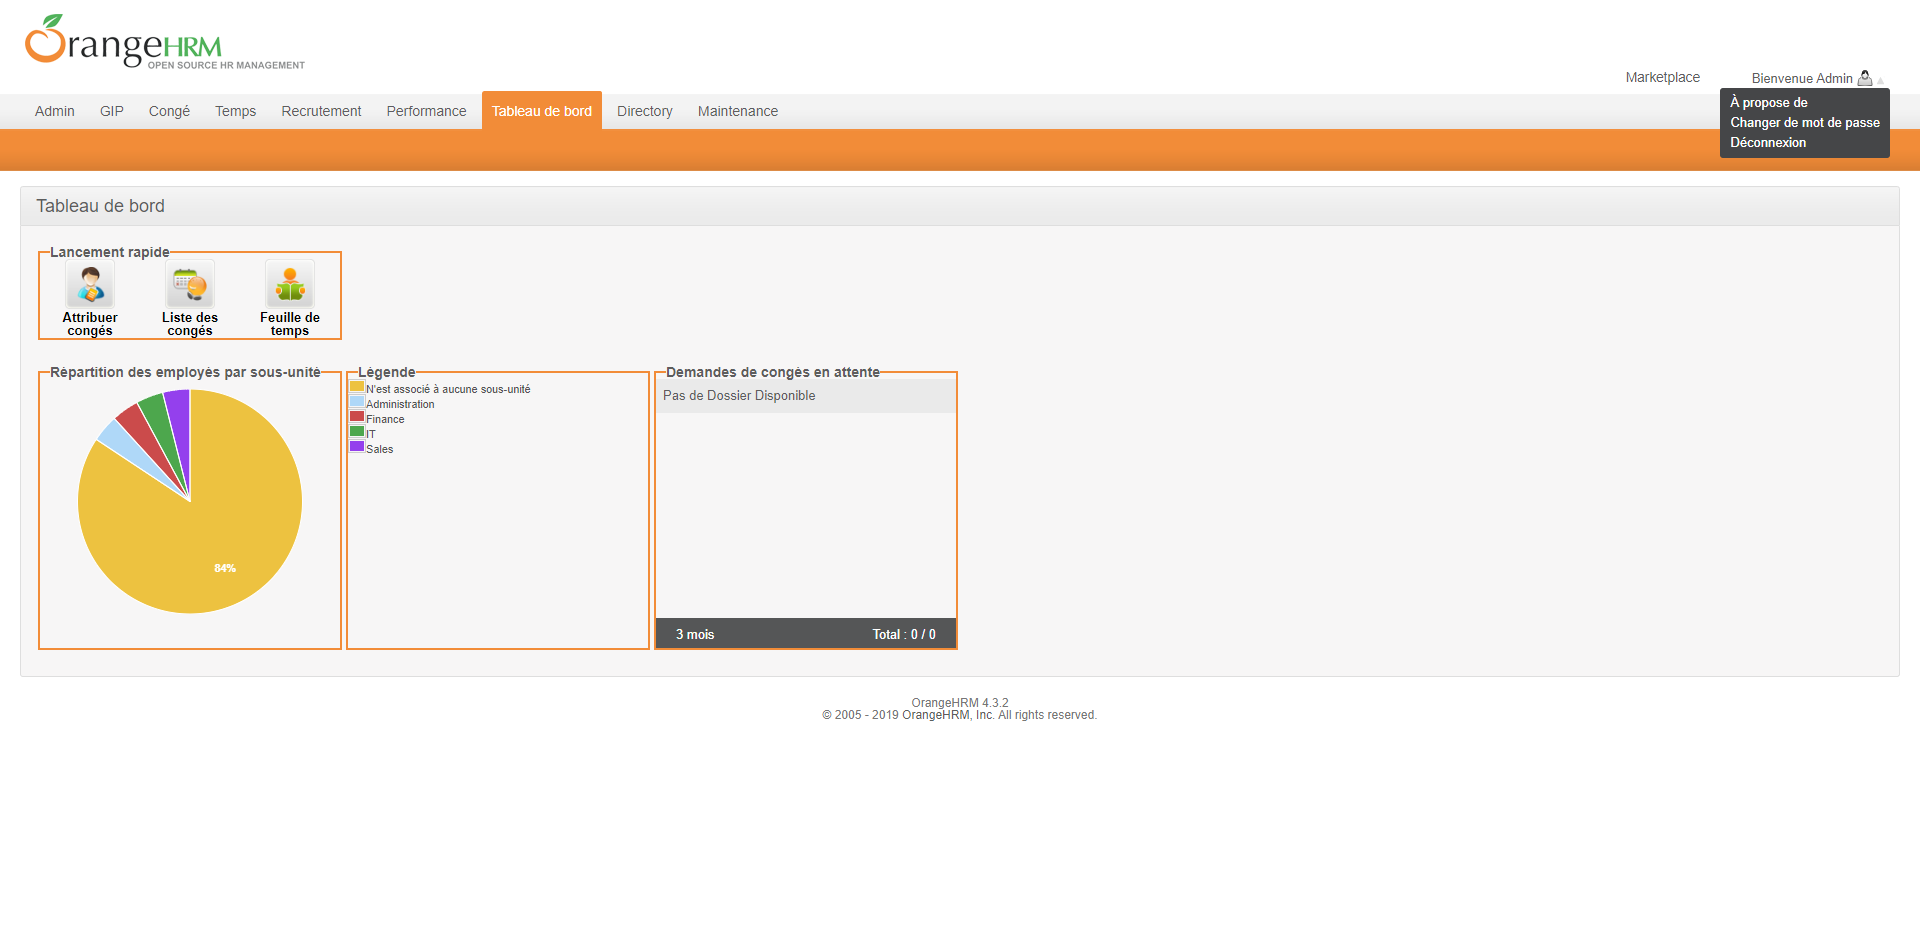 OrangeHRM
OPEN SOURCE HR MANAGEMENT
Marketplace
Bienvenue Admin
À propose de
Changer de mot de passe
Déconnexion
Admin GIP Congé Temps Recrutement Performance Tableau de bord Directory Maintenance
Tableau de bord
Lancement rapide
Attribuer
congés
Liste des
congés
Feuille de
temps
Répartition des employés par sous-unité
84%
Légende
N'est associé à aucune sous-unité
Administration
Finance
IT
Sales
Demandes de congés en attente
Pas de Dossier Disponible
3 mois Total : 0 / 0
OrangeHRM 4.3.2
© 2005 - 2019 OrangeHRM, Inc. All rights reserved.